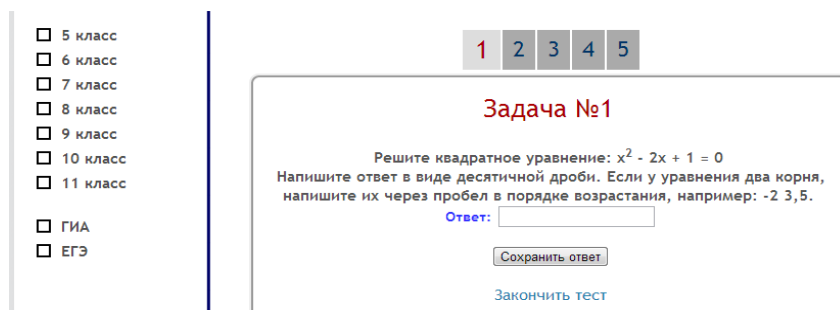 5 класс
6 класс
7 класс
8 класс
9 класс
10 класс
11 класс
ГИА
ЕГЭ
1 2 3 4 5
Задача №1
Решите квадратное уравнение: x² - 2x + 1 = 0
Напишите ответ в виде десятичной дроби. Если у уравнения два корня,
напишите их через пробел в порядке возрастания, например: -2 3,5.
Ответ:
Сохранить ответ
Закончить тест